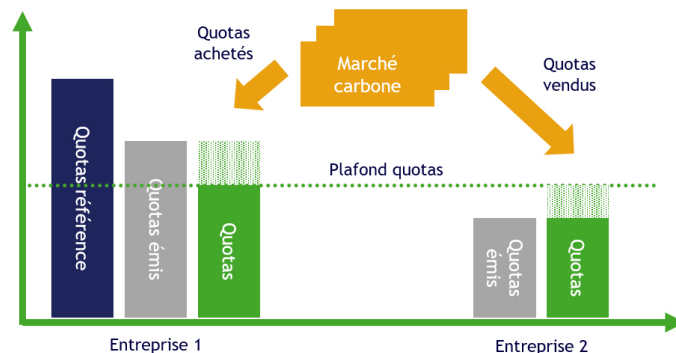 Quotas
achetés
Marché
carbone
Quotas
vendus
Plafond quotas
Quotas référence
Quotas émis
Quotas
Quotas
émis
Quotas
Entreprise 1
Entreprise 2